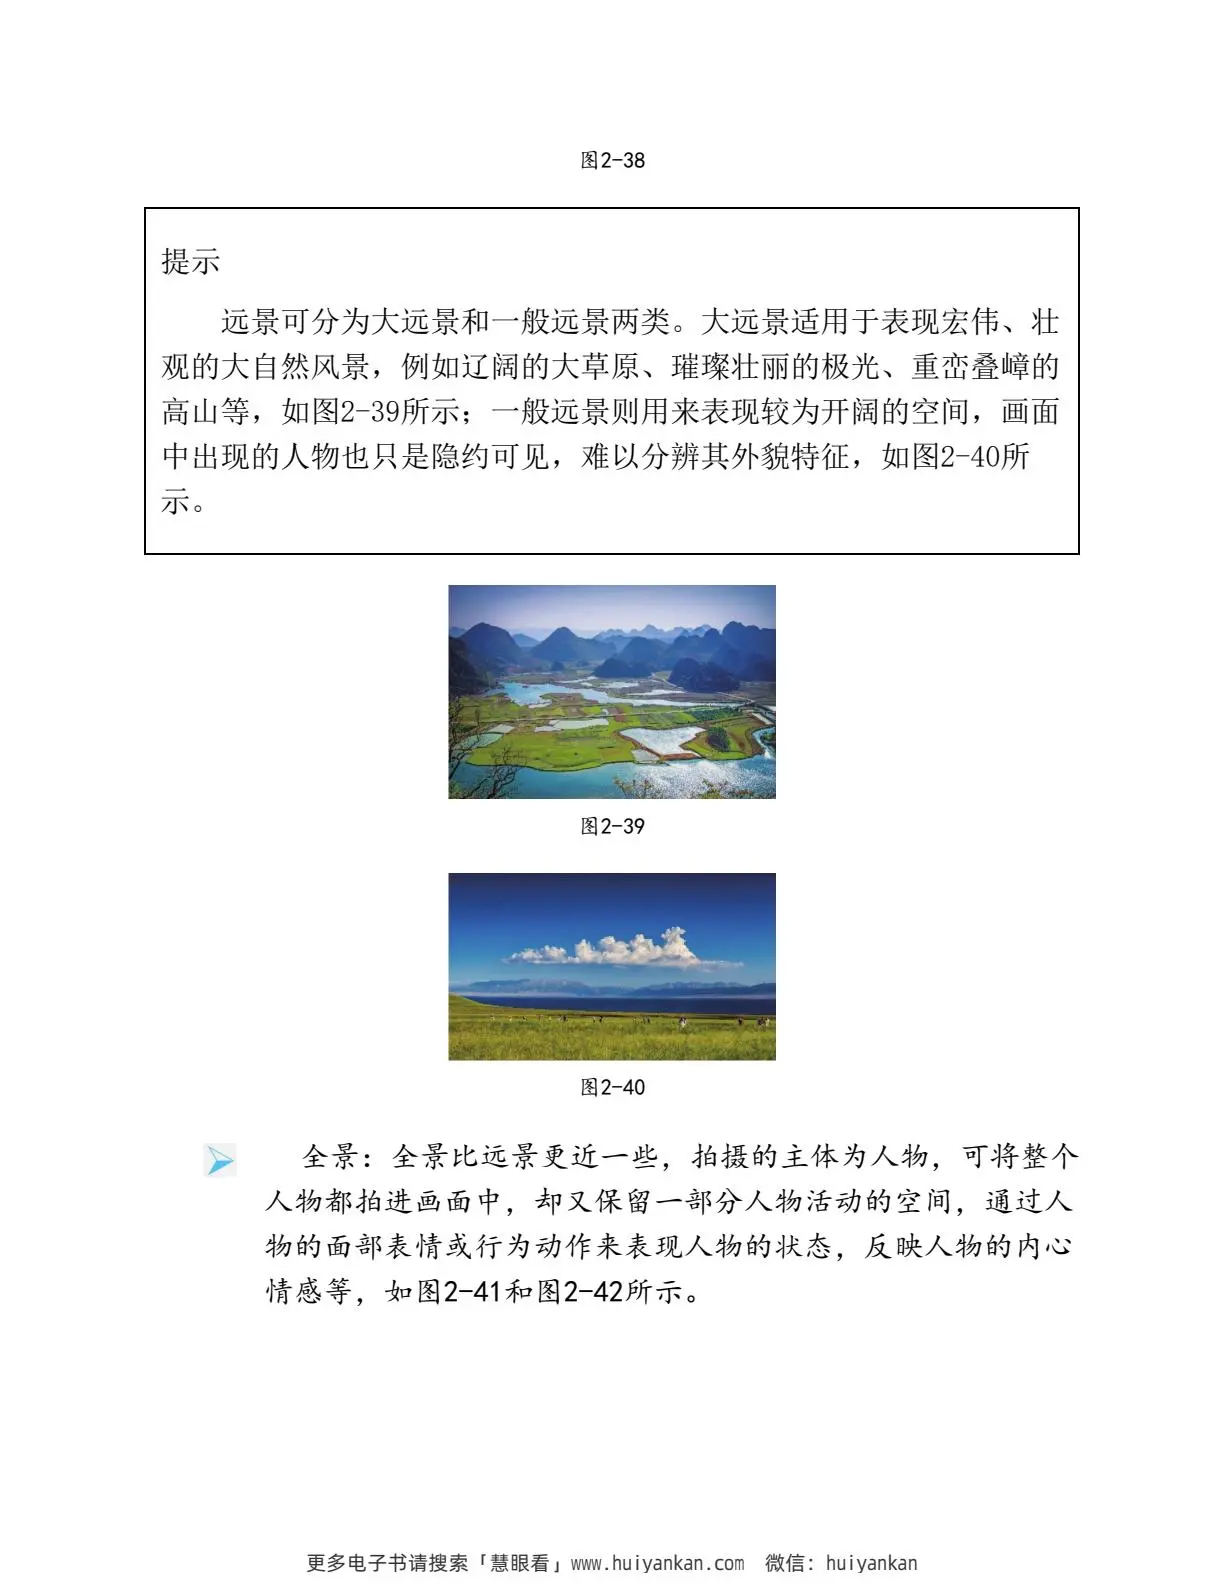 图2-38
提示
远景可分为大远景和一般远景两类。大远景适用于表现宏伟、壮
观的大自然风景，例如辽阔的大草原、璀璨壮丽的极光、重峦叠嶂的
高山等，如图2-39所示；一般远景则用来表现较为开阔的空间，画面
中出现的人物也只是隐约可见，难以分辨其外貌特征，如图2-40所
示。
图2-39
图2-40
全景：全景比远景更近一些，拍摄的主体为人物，可将整个
人物都拍进画面中，却又保留一部分人物活动的空间，通过人
物的面部表情或行为动作来表现人物的状态，反映人物的内心
情感等，如图2-41和图2-42所示。
更多电子书请搜索「慧眼看」www.huiyankan.com 微信：huiyankan